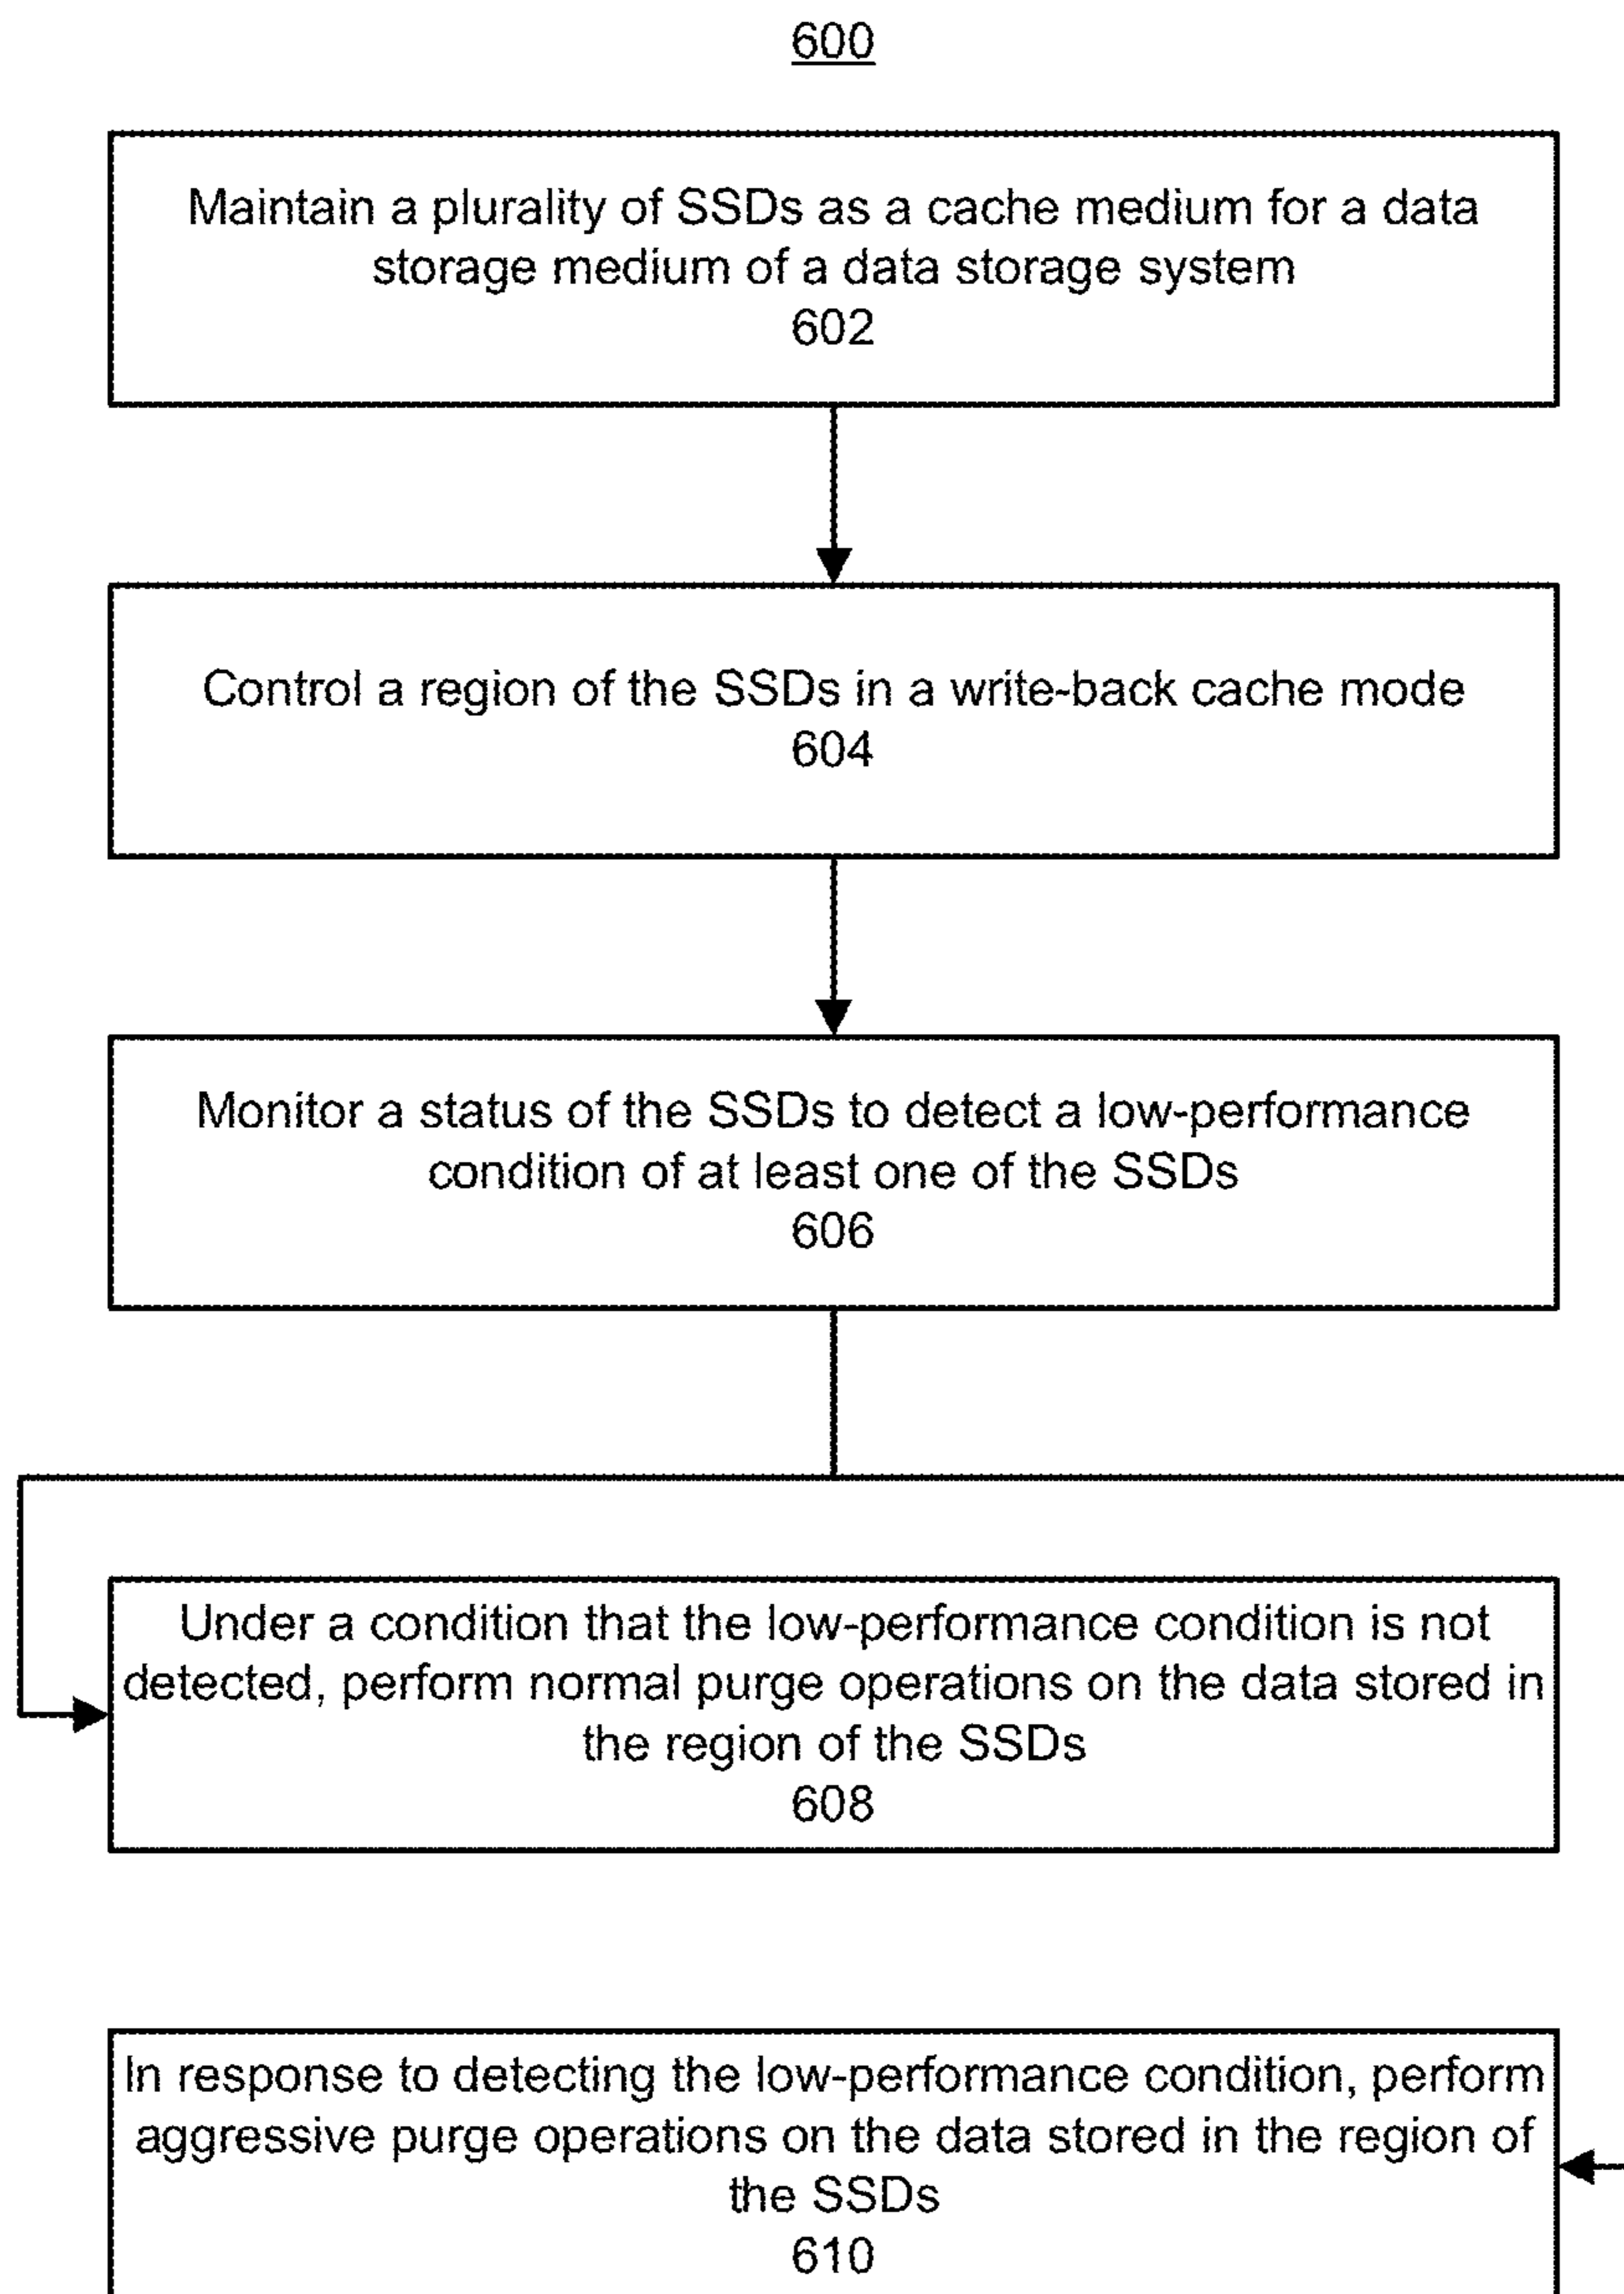 600
Maintain a plurality of SSDs as a cache medium for a data
storage medium of a data storage system
602
Control a region of the SSDs in a write-back cache mode
604
Monitor a status of the SSDs to detect a low-performance
condition of at least one of the SSDs
606
Under a condition that the low-performance condition is not
detected, perform normal purge operations on the data stored in
the region of the SSDs
608
In response to detecting the low-performance condition, perform
aggressive purge operations on the data stored in the region of
the SSDs
610